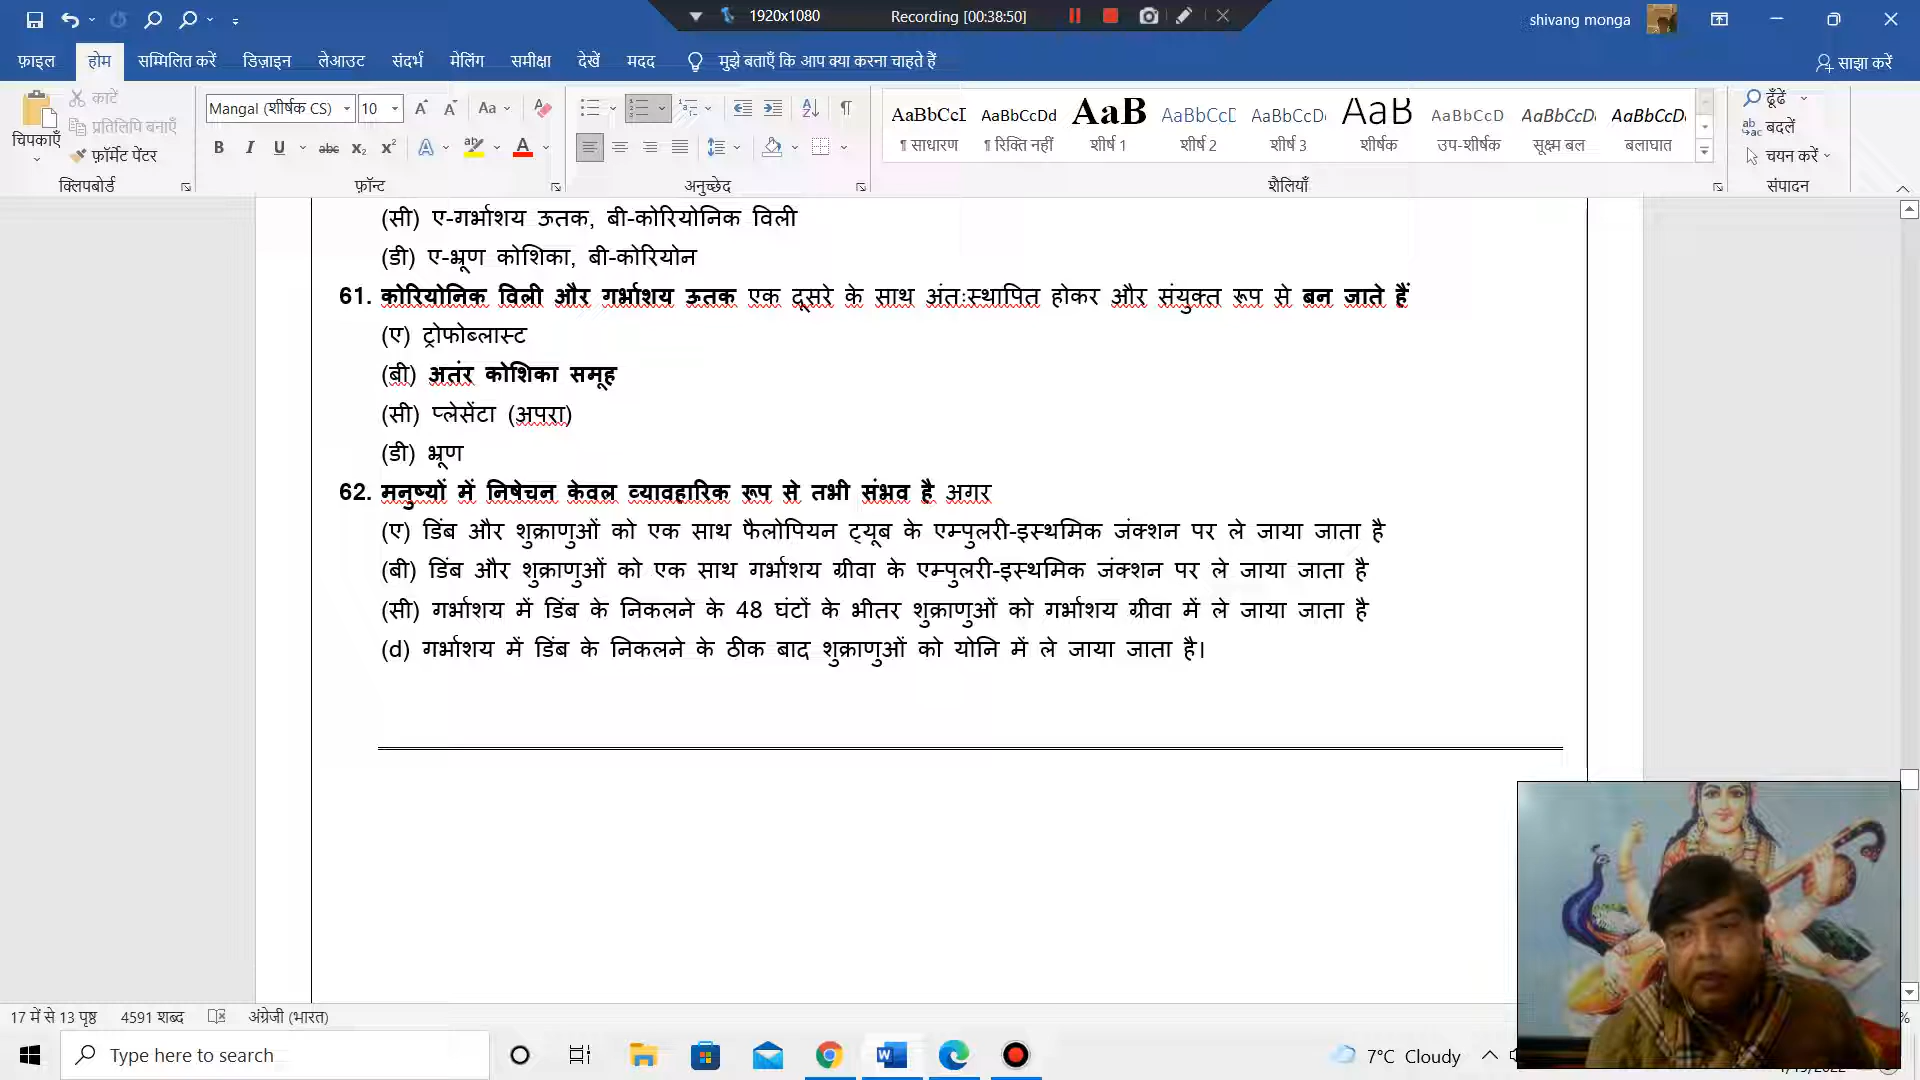 1920x1080 Recording [00:38:50] shivang monga
फ़ाइल होम सम्मिलित करें डिज़ाइन लेआउट संदर्भ मेलिंग समीक्षा देखें मदद मुझे बताएँ कि आप क्या करना चाहते हैं साझा करें
चिपकाएँ
काटें
प्रतिलिपि बनाएँ
फ़ॉर्मेट पेंटर
क्लिपबोर्ड
Mangal (शीर्षक CS) 10
फ़ॉन्ट
अनुच्छेद
AaBbCcI AaBbCcDd AaB AaBbCcD AaBbCcD AaB AaBbCcD AaBbCcD AaBbCcD
¶ साधारण ¶ रिक्ति नहीं शीर्ष 1 शीर्ष 2 शीर्ष 3 शीर्षक उप-शीर्षक सूक्ष्म बल बलाघात
शैलियाँ
ढूँढें
बदलें
चयन करें
संपादन
(सी) ए-गर्भाशय ऊतक, बी-कोरियोनिक विली
(डी) ए-भ्रूण कोशिका, बी-कोरियोन
61. कोरियोनिक विली और गर्भाशय ऊतक एक दूसरे के साथ अंतःस्थापित होकर और संयुक्त रूप से बन जाते हैं
(ए) ट्रोफोब्लास्ट
(बी) अतंर कोशिका समूह
(सी) प्लेसेंटा (अपरा)
(डी) भ्रूण
62. मनुष्यों में निषेचन केवल व्यावहारिक रूप से तभी संभव है अगर
(ए) डिंब और शुक्राणुओं को एक साथ फैलोपियन ट्यूब के एम्पुलरी-इस्थमिक जंक्शन पर ले जाया जाता है
(बी) डिंब और शुक्राणुओं को एक साथ गर्भाशय ग्रीवा के एम्पुलरी-इस्थमिक जंक्शन पर ले जाया जाता है
(सी) गर्भाशय में डिंब के निकलने के 48 घंटों के भीतर शुक्राणुओं को गर्भाशय ग्रीवा में ले जाया जाता है
(d) गर्भाशय में डिंब के निकलने के ठीक बाद शुक्राणुओं को योनि में ले जाया जाता है।
17 में से 13 पृष्ठ 4591 शब्द अंग्रेजी (भारत)
Type here to search 7°C Cloudy